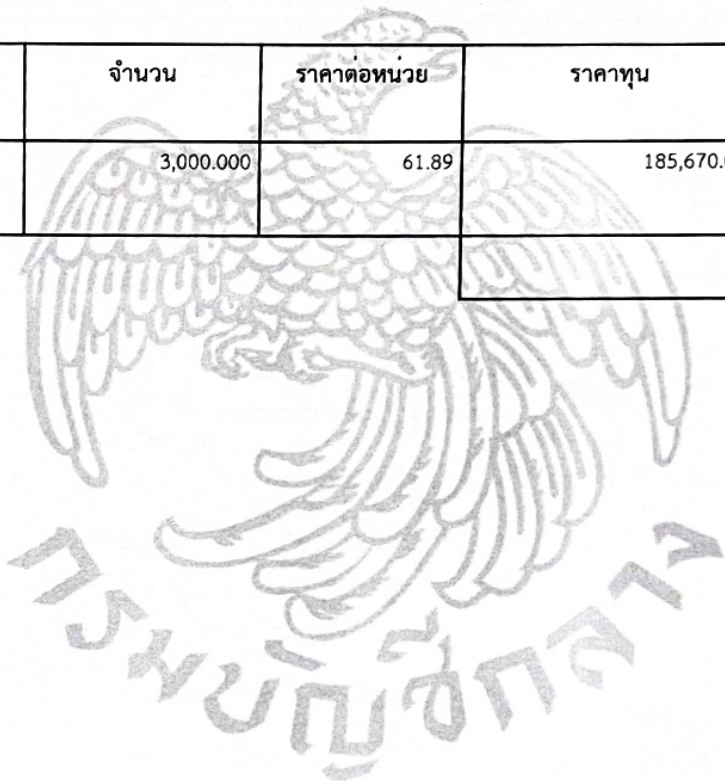 จำนวน ราคาต่อหน่วย ราคาทุน
3,000.000 61.89 185,670.
กรมบัญชีกลาง